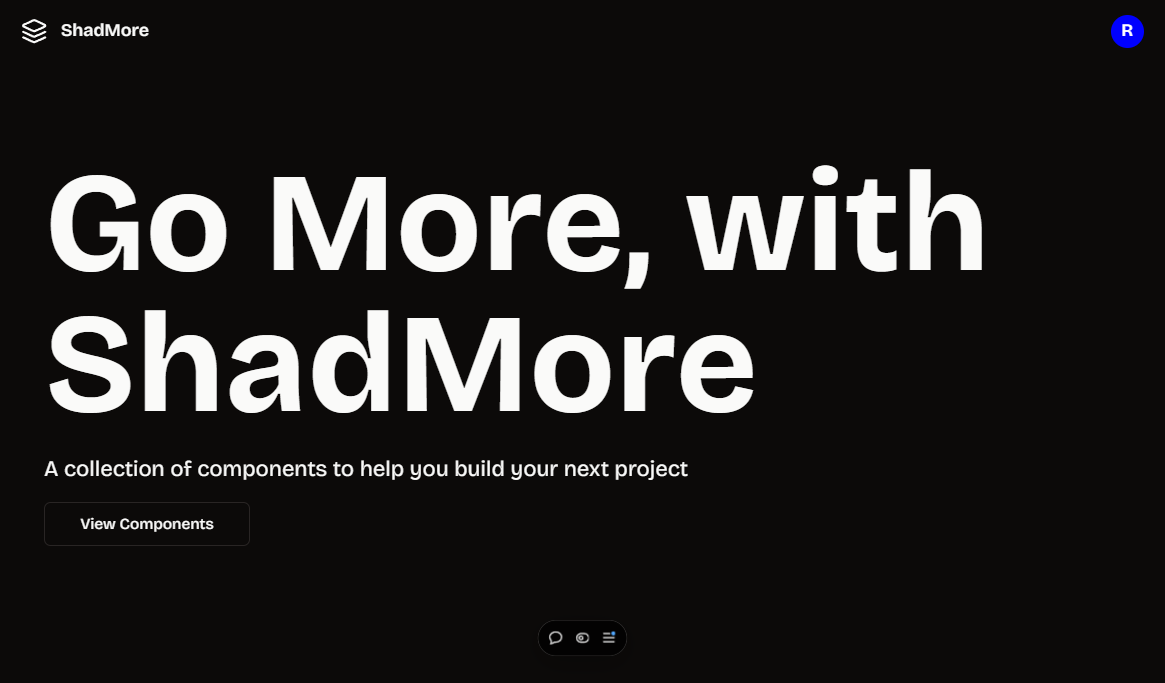 ShadMore
R
Go More, with
ShadMore
A collection of components to help you build your next project
View Components